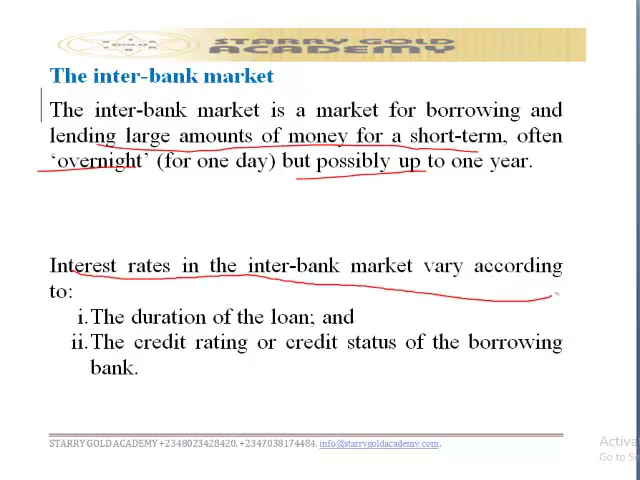 STARRY GOLD
ACADEMY
The inter-bank market
The inter-bank market is a market for borrowing and
lending large amounts of money for a short-term, often
‘overnight’ (for one day) but possibly up to one year.
Interest rates in the inter-bank market vary according
to:
i. The duration of the loan; and
ii. The credit rating or credit status of the borrowing
bank.
STARRY GOLD ACADEMY +2348023428420. +2347038174484. info@starrygoldacademy.com.
Activa
Go to Se